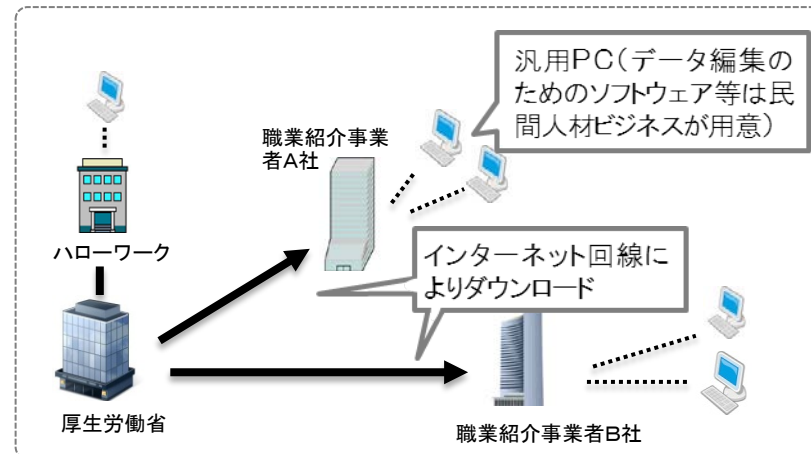 汎用PC(データ編集の
ためのソフトウェア等は民
間人材ビジネスが用意)
職業紹介事業
者A社
ハローワーク
インターネット回線に
よりダウンロード
厚生労働省
職業紹介事業者B社